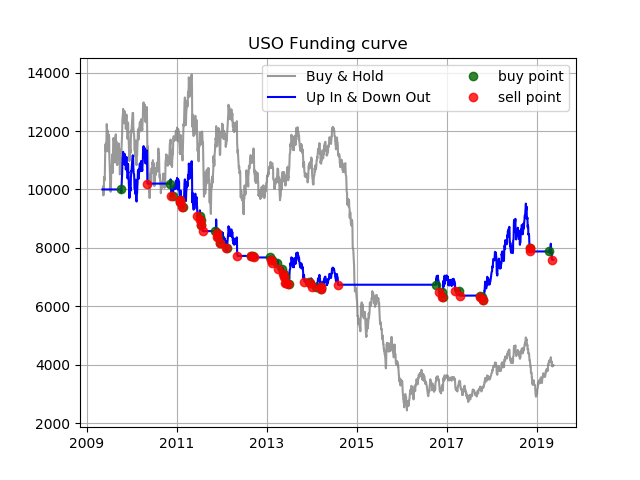 USO Funding curve
14000
12000
10000
8000
6000
4000
2000
Buy & Hold
Up In & Down Out
buy point
sell point
2009 2011 2013 2015 2017 2019